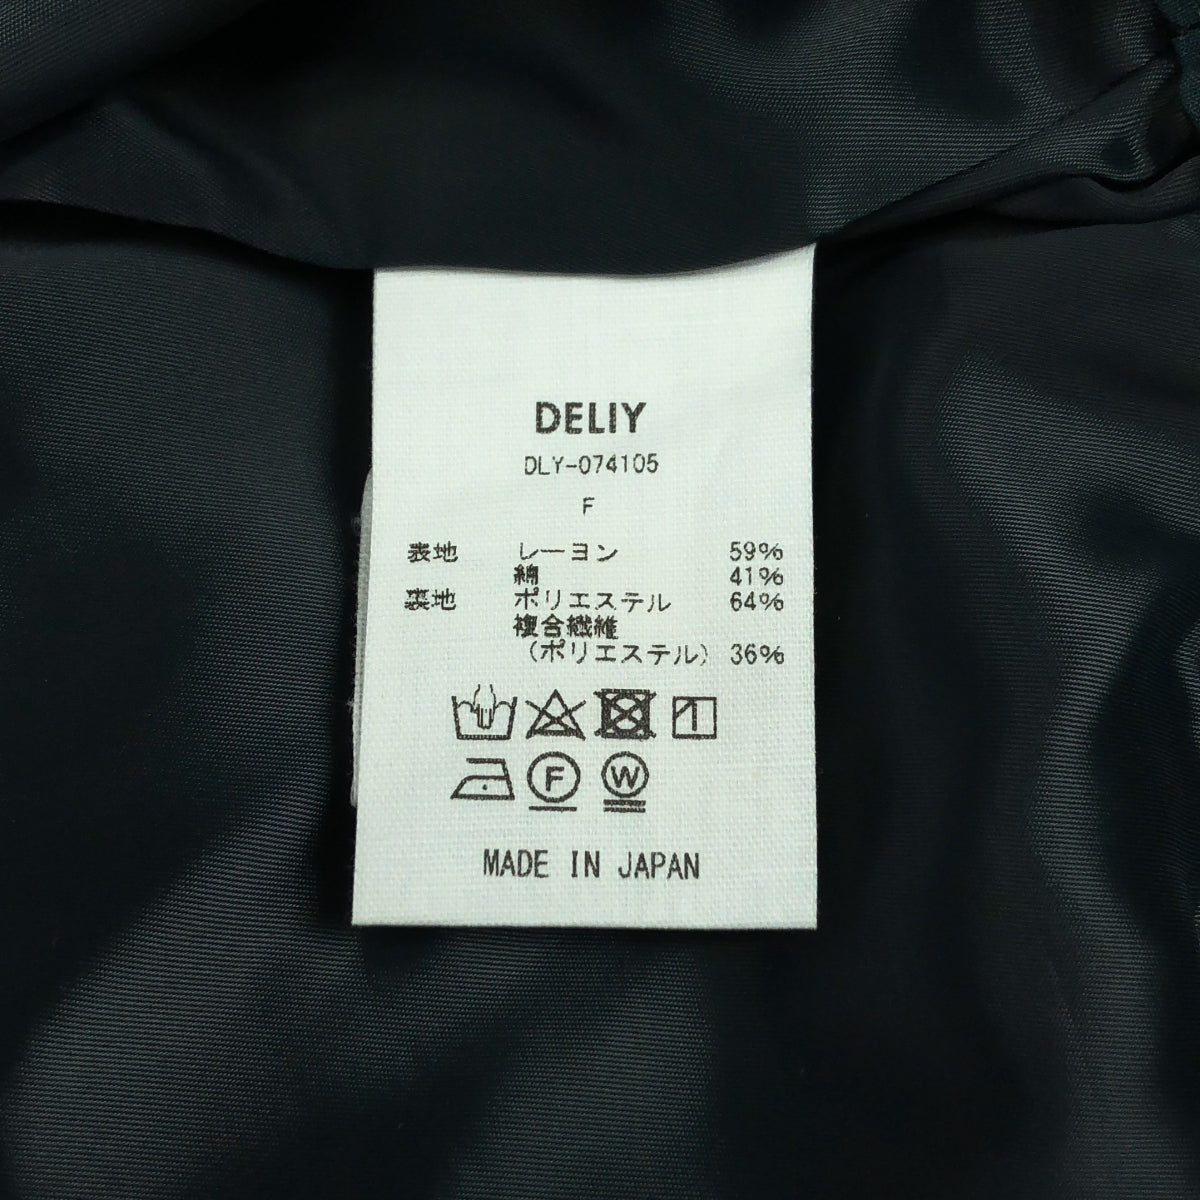 DELIY
DLY-074105
F
表地 レーヨン 59%
綿 41%
裏地 ポリエステル 64%
複合繊維
(ポリエステル) 36%
F W
MADE IN JAPAN